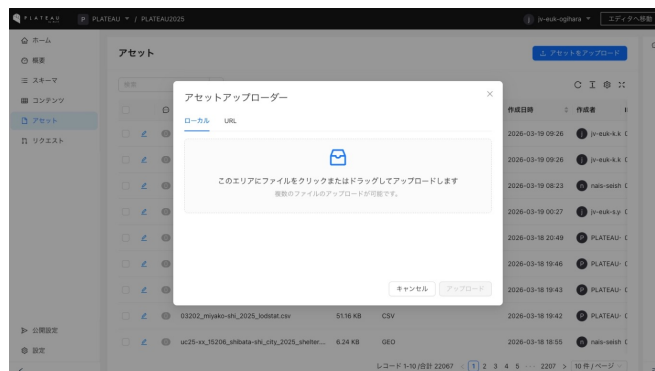 PLATEAU
P PLATEAU / PLATEAU2025
j jv-euk-ogihara
エディタへ移動
ホーム
概要
スキーマ
コンテンツ
アセット
リクエスト
公開設定
設定
アセット
アセットをアップロード
検索
作成日時 作成者
2026-03-19 09:26 j jv-euk-k.k
2026-03-19 09:26 j jv-euk-k.k
2026-03-19 08:23 n nais-seish
2026-03-19 00:27 j jv-euk-s.y
2026-03-18 20:49 P PLATEAU
2026-03-18 19:46 P PLATEAU
2026-03-18 19:43 P PLATEAU
03202_miyako-shi_2025_lodstat.csv 51.16 KB CSV 2026-03-18 19:42 P PLATEAU
uc25-xx_15206_shibata-shi_city_2025_shelter... 6.24 KB GEO 2026-03-18 18:55 n nais-seish
レコード 1-10 /合計 22067 < 1 2 3 4 5 ··· 2207 > 10 件 / ページ
アセットアップローダー
ローカル URL
このエリアにファイルをクリックまたはドラッグしてアップロードします
複数のファイルのアップロードが可能です。
キャンセル アップロード